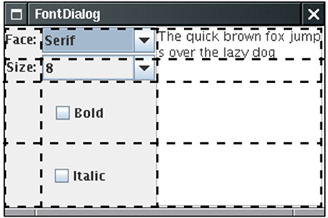 FontDialog
Face: Serif
The quick brown fox jump
s over the lazy dog
Size: 8
Bold
Italic